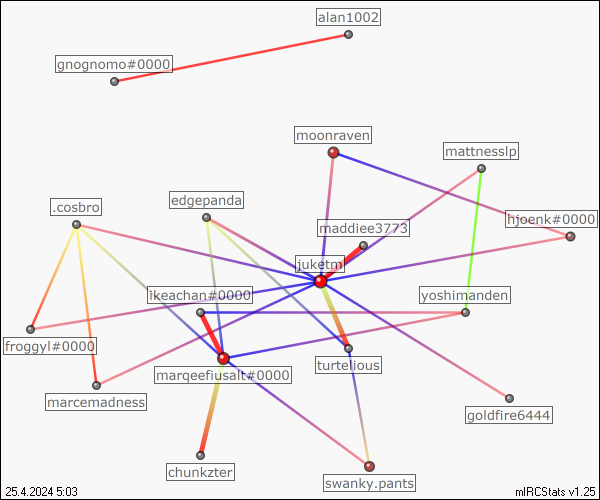 alan1002
gnognomo#0000
moonraven
mattnesslp
edgepanda
.cosbro
hjoenk#0000
maddiee3773
juketm
ikeachan#0000
yoshimanden
froggyl#0000
turtelious
marqeefiusalt#0000
marcemadness
goldfire6444
chunkzter
swanky.pants
25.4.2024 5:03
mIRCStats v1.25